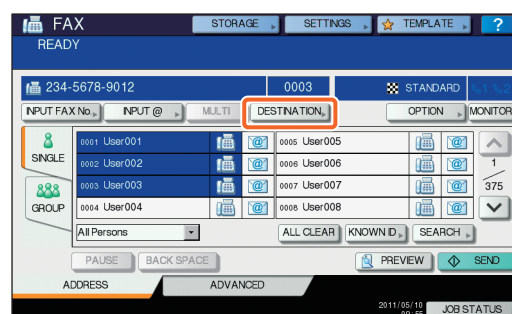 FAX STORAGE SETTINGS TEMPLATE ?
READY
234-5678-9012 0003 STANDARD
INPUT FAX No. INPUT @ MULTI DESTINATION OPTION MONITOR
SINGLE
GROUP
0001 User001 @ 0005 User005 @
0002 User002 @ 0006 User006 @
0003 User003 @ 0007 User007 @
0004 User004 @ 0008 User008 @
1
375
All Persons ALL CLEAR KNOWN ID SEARCH
PAUSE BACK SPACE PREVIEW SEND
ADDRESS ADVANCED
2011/05/10
JOB STATUS